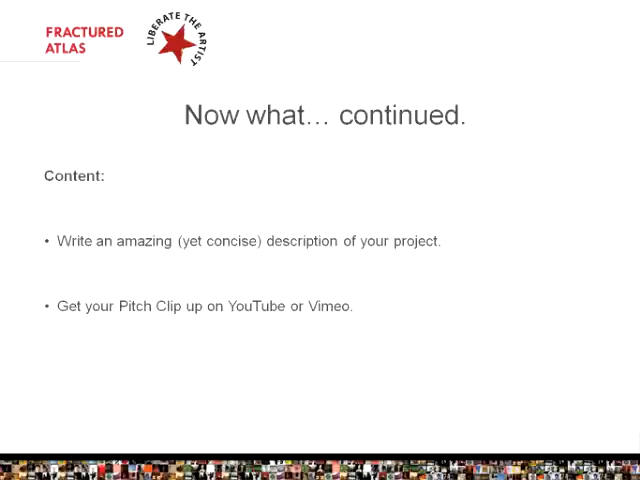 FRACTURED
ATLAS
LIBERATE THE ARTIST
Now what… continued.
Content:
• Write an amazing (yet concise) description of your project.
• Get your Pitch Clip up on YouTube or Vimeo.